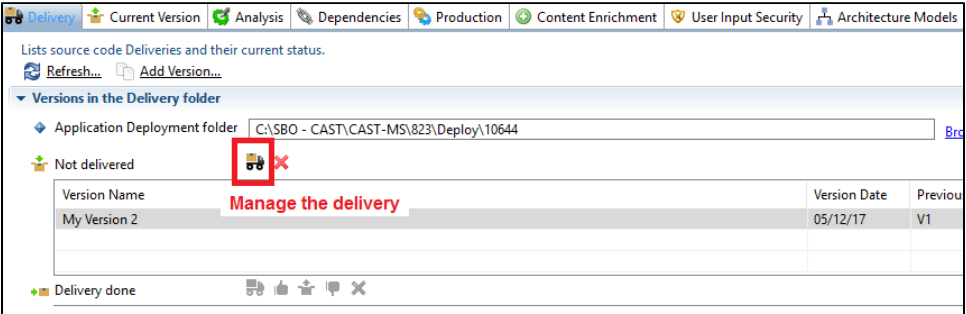 Delivery Current Version Analysis Dependencies Production Content Enrichment User Input Security Architecture Models
Lists source code Deliveries and their current status.
Refresh... Add Version...
Versions in the Delivery folder
Application Deployment folder C:\SBO - CAST\CAST-MS\823\Deploy\10644 Bro
Not delivered
Manage the delivery
Version Name Version Date Previou
My Version 2 05/12/17 V1
Delivery done